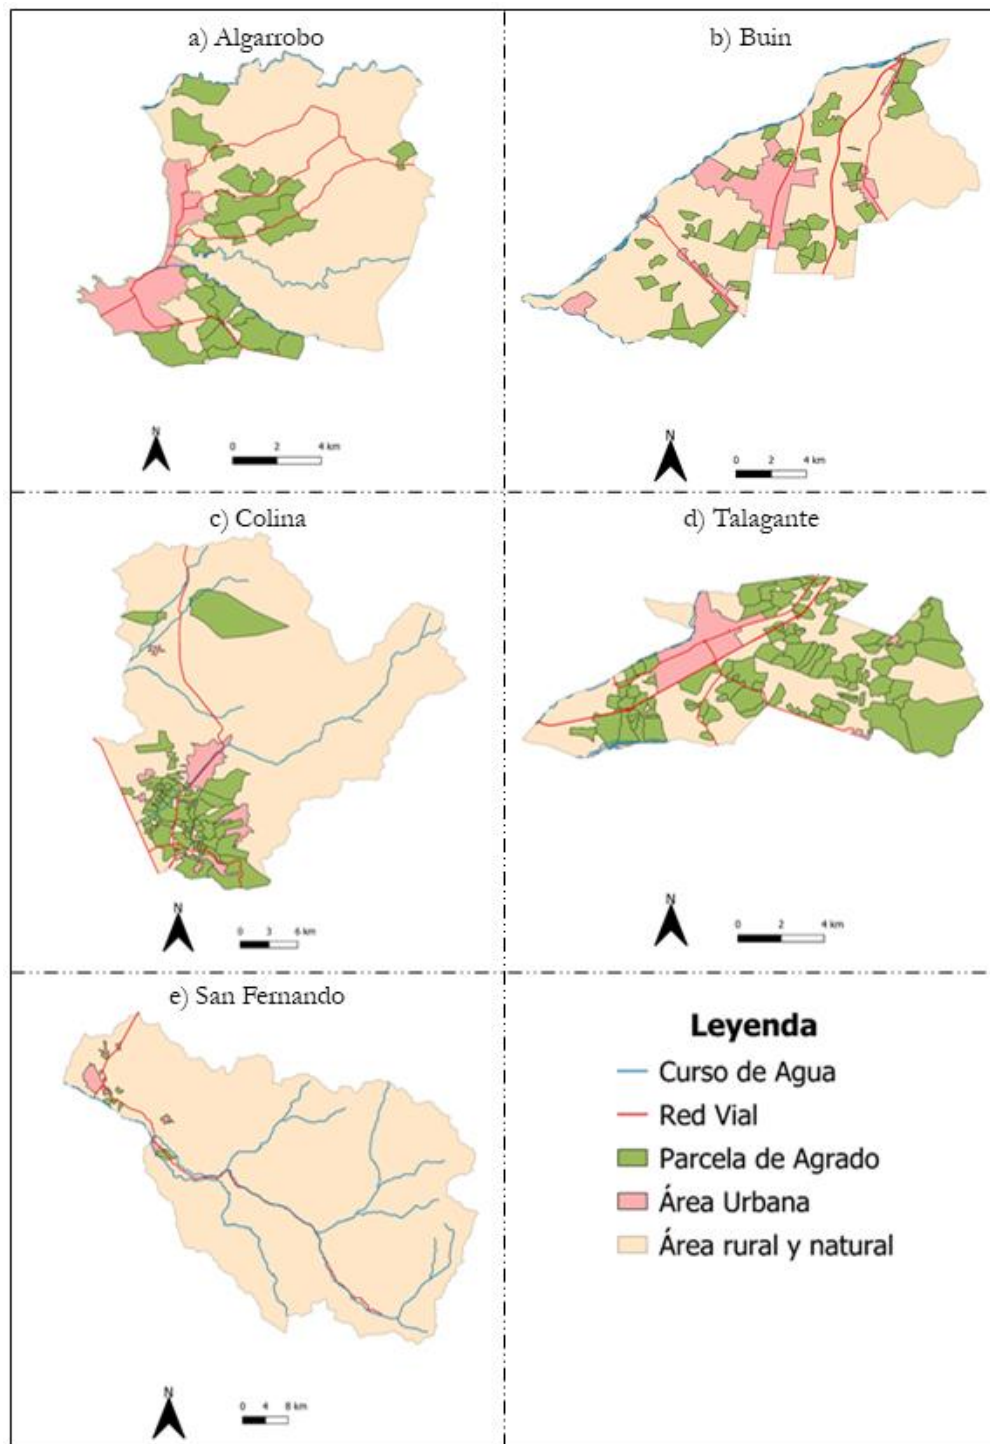 a) Algarrobo
b) Buin
N
0 2 4 km
N
0 2 4 km
c) Colina
d) Talagante
N
0 3 6 km
N
0 2 4 km
e) San Fernando
N
0 4 8 km
Leyenda
Curso de Agua
Red Vial
Parcela de Agrado
Área Urbana
Área rural y natural